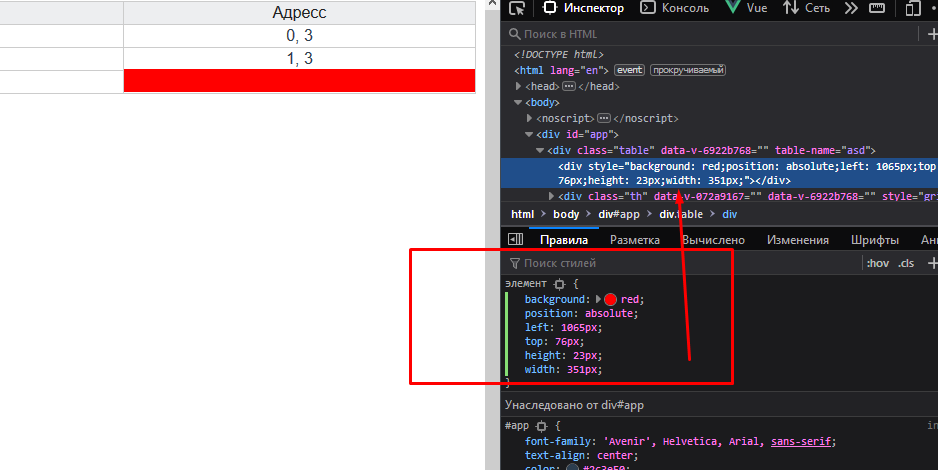 Адресс
0, 3
1, 3
Инспектор
Консоль
Vue
Сеть
Поиск в HTML
<!DOCTYPE html>
<html lang="en"> event прокручиваемый
<head> </head>
<body>
<noscript> </noscript>
<div id="app">
<div class="table" data-v-6922b768="" table-name="asd">
<div style="background: red;position: absolute;left: 1065px;top
76px;height: 23px;width: 351px;"></div>
<div class="th" data-v-072a9167="" data-v-6922b768="" style="gri
html > body > div#app > div.table > div
Правила Разметка Вычислено Изменения Шрифты Анима
Поиск стилей :hov .cls
элемент {
background: red;
position: absolute;
left: 1065px;
top: 76px;
height: 23px;
width: 351px;
}
Унаследовано от div#app
#app { in
font-family: 'Avenir', Helvetica, Arial, sans-serif;
text-align: center;
color: #2c3e50;